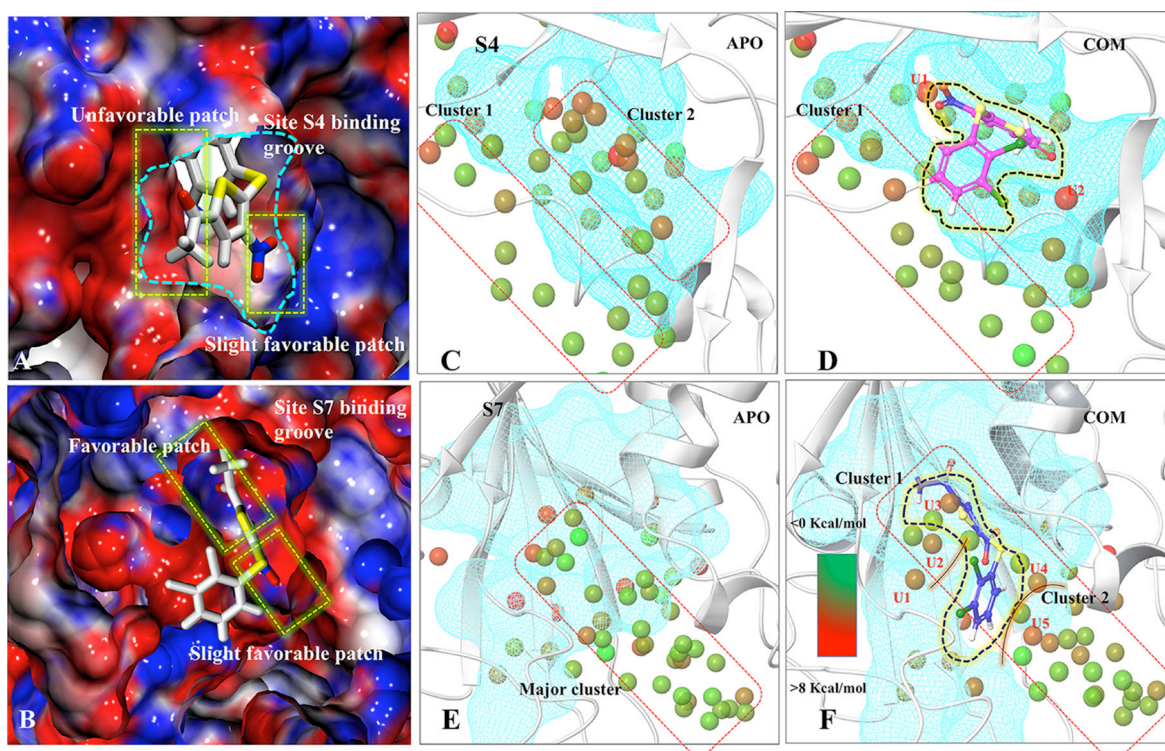 Unfavorable patch
Site S4 binding
groove
Slight favorable patch
A
S4
APO
Cluster 1
Cluster 2
C
COM
U1
Cluster 1
U2
D
Site S7 binding
groove
Favorable patch
Slight favorable patch
B
S7
APO
Major cluster
E
COM
Cluster 1
<0 Kcal/mol
U3
U2
U1
U4
Cluster 2
U5
>8 Kcal/mol
F